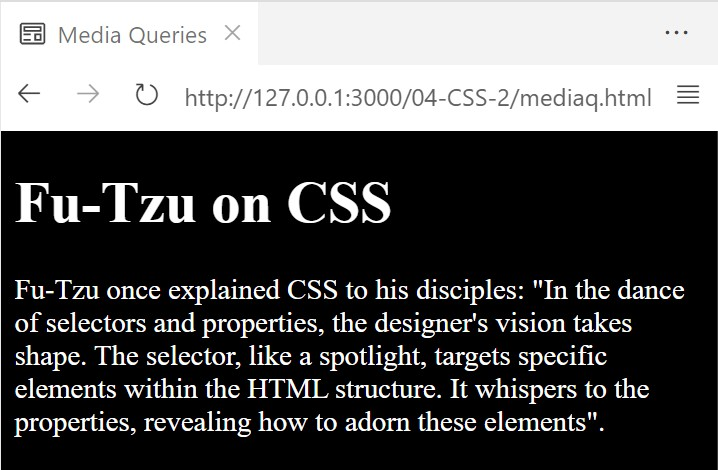 Media Queries
http://127.0.0.1:3000/04-CSS-2/mediaq.html
Fu-Tzu on CSS
Fu-Tzu once explained CSS to his disciples: "In the dance
of selectors and properties, the designer's vision takes
shape. The selector, like a spotlight, targets specific
elements within the HTML structure. It whispers to the
properties, revealing how to adorn these elements".